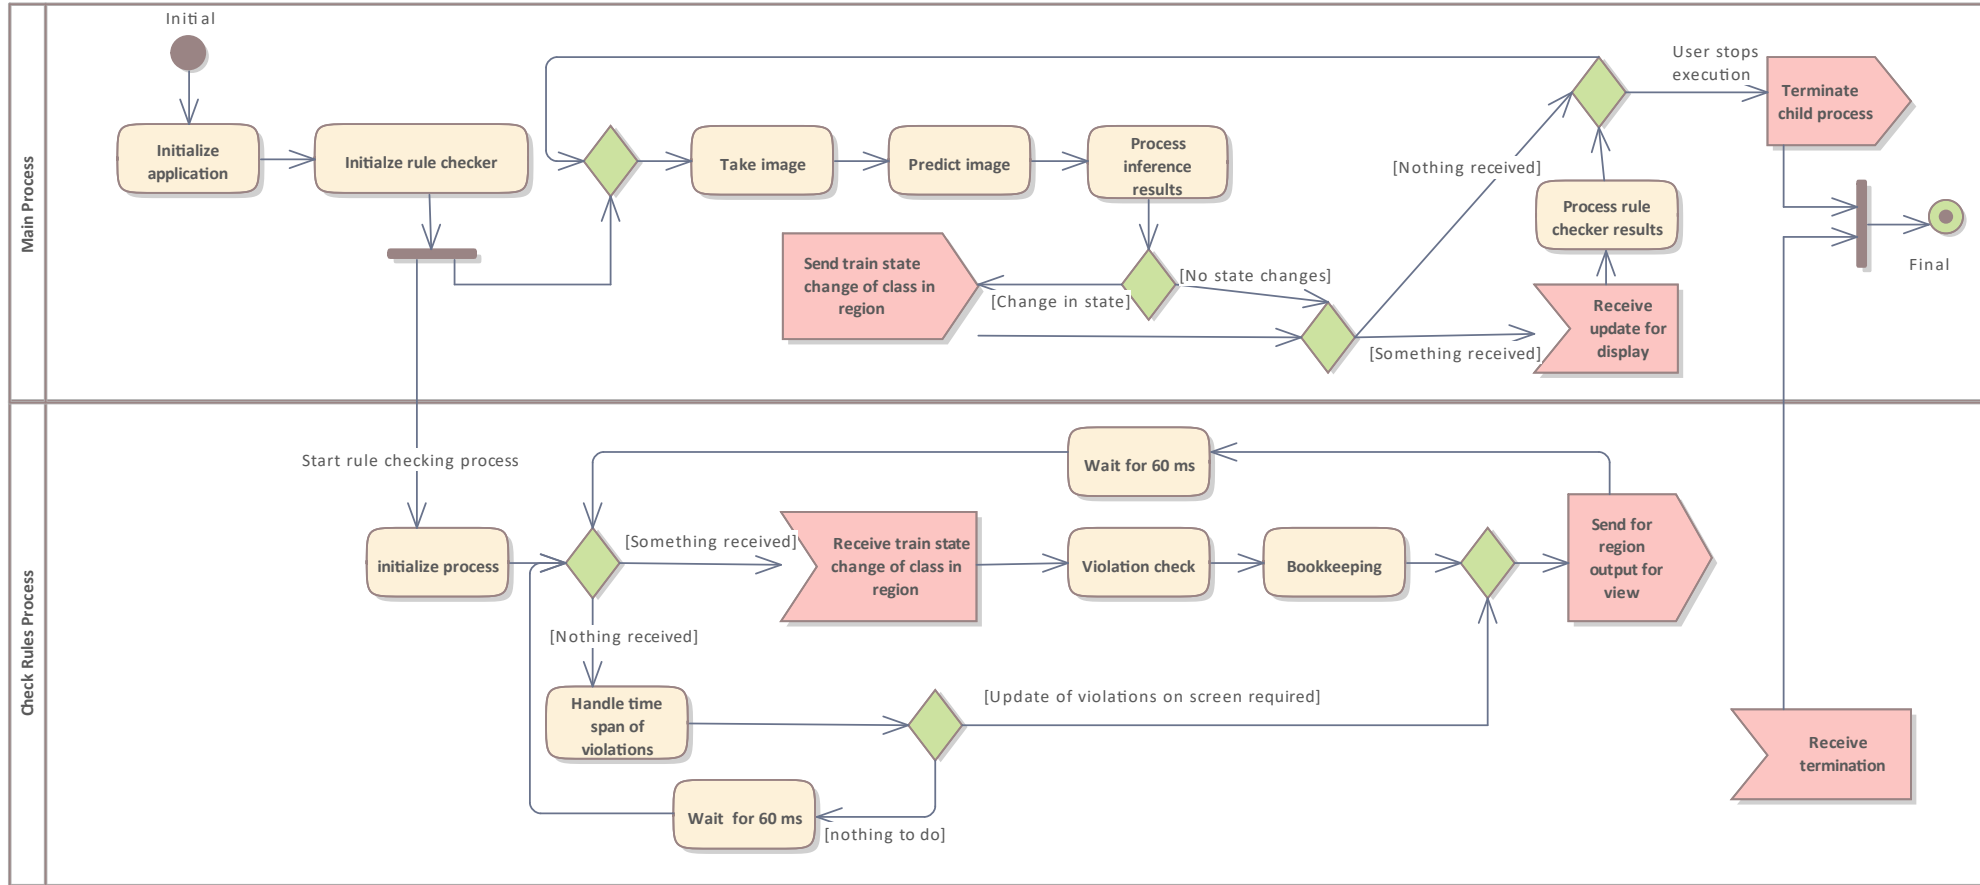 Initial
User stops
execution
Terminate
child process
Initialize
application
Initialze rule checker
Take image
Predict image
Process
inference
results
[Nothing received]
Process rule
checker results
Main Process
Send train state
change of class in
region
[Change in state]
[No state changes]
[Something received]
Receive
update for
display
Final
Start rule checking process
Wait for 60 ms
initialize process
[Something received]
Receive train state
change of class in
region
Violation check
Bookkeeping
Send for
region
output for
view
Check Rules Process
[Nothing received]
Handle time
span of
violations
[Update of violations on screen required]
Receive
termination
Wait  for 60 ms
[nothing to do]